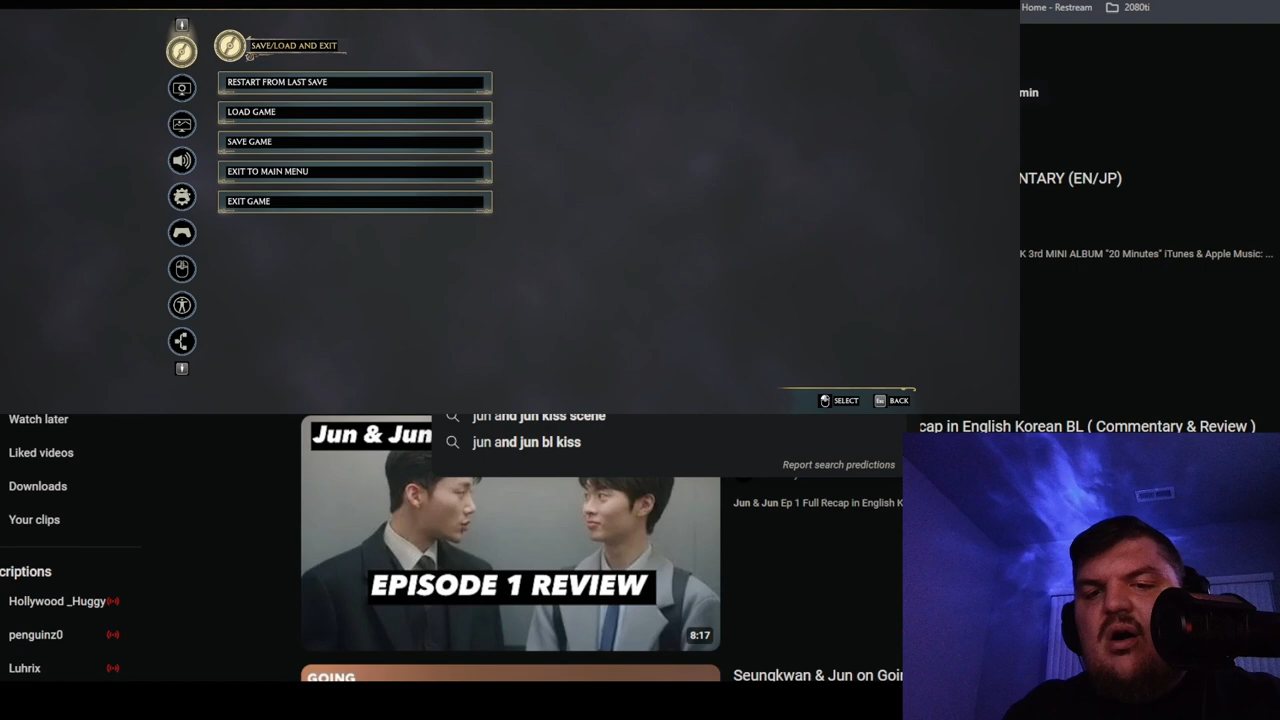 Home - Restream
2080ti
SAVE/LOAD AND EXIT
RESTART FROM LAST SAVE
LOAD GAME
SAVE GAME
EXIT TO MAIN MENU
EXIT GAME
SELECT
Esc BACK
min
NTARY (EN/JP)
K 3rd MINI ALBUM "20 Minutes" iTunes & Apple Music: ...
Watch later
Liked videos
Downloads
Your clips
criptions
Hollywood _Huggy
penguinz0
Luhrix
jun and jun kiss scene
jun and jun bl kiss
Report search predictions
Jun & Jun
EPISODE 1 REVIEW
8:17
cap in English Korean BL ( Commentary & Review )
Jun & Jun Ep 1 Full Recap in English K
GOING
Seungkwan & Jun on Goi